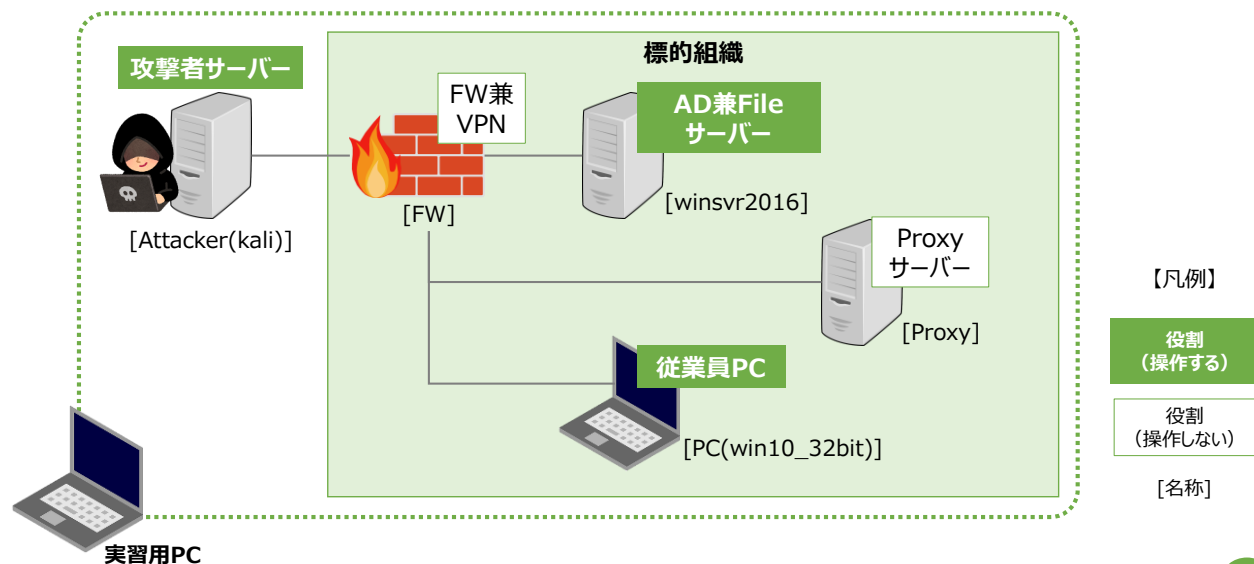 標的組織
攻撃者サーバー
FW兼
VPN
AD兼File
サーバー
[Attacker(kali)]
[FW]
[winsvr2016]
Proxy
サーバー
[Proxy]
従業員PC
[PC(win10_32bit)]
実習用PC
【凡例】
役割
（操作する）
役割
（操作しない）
[名称]